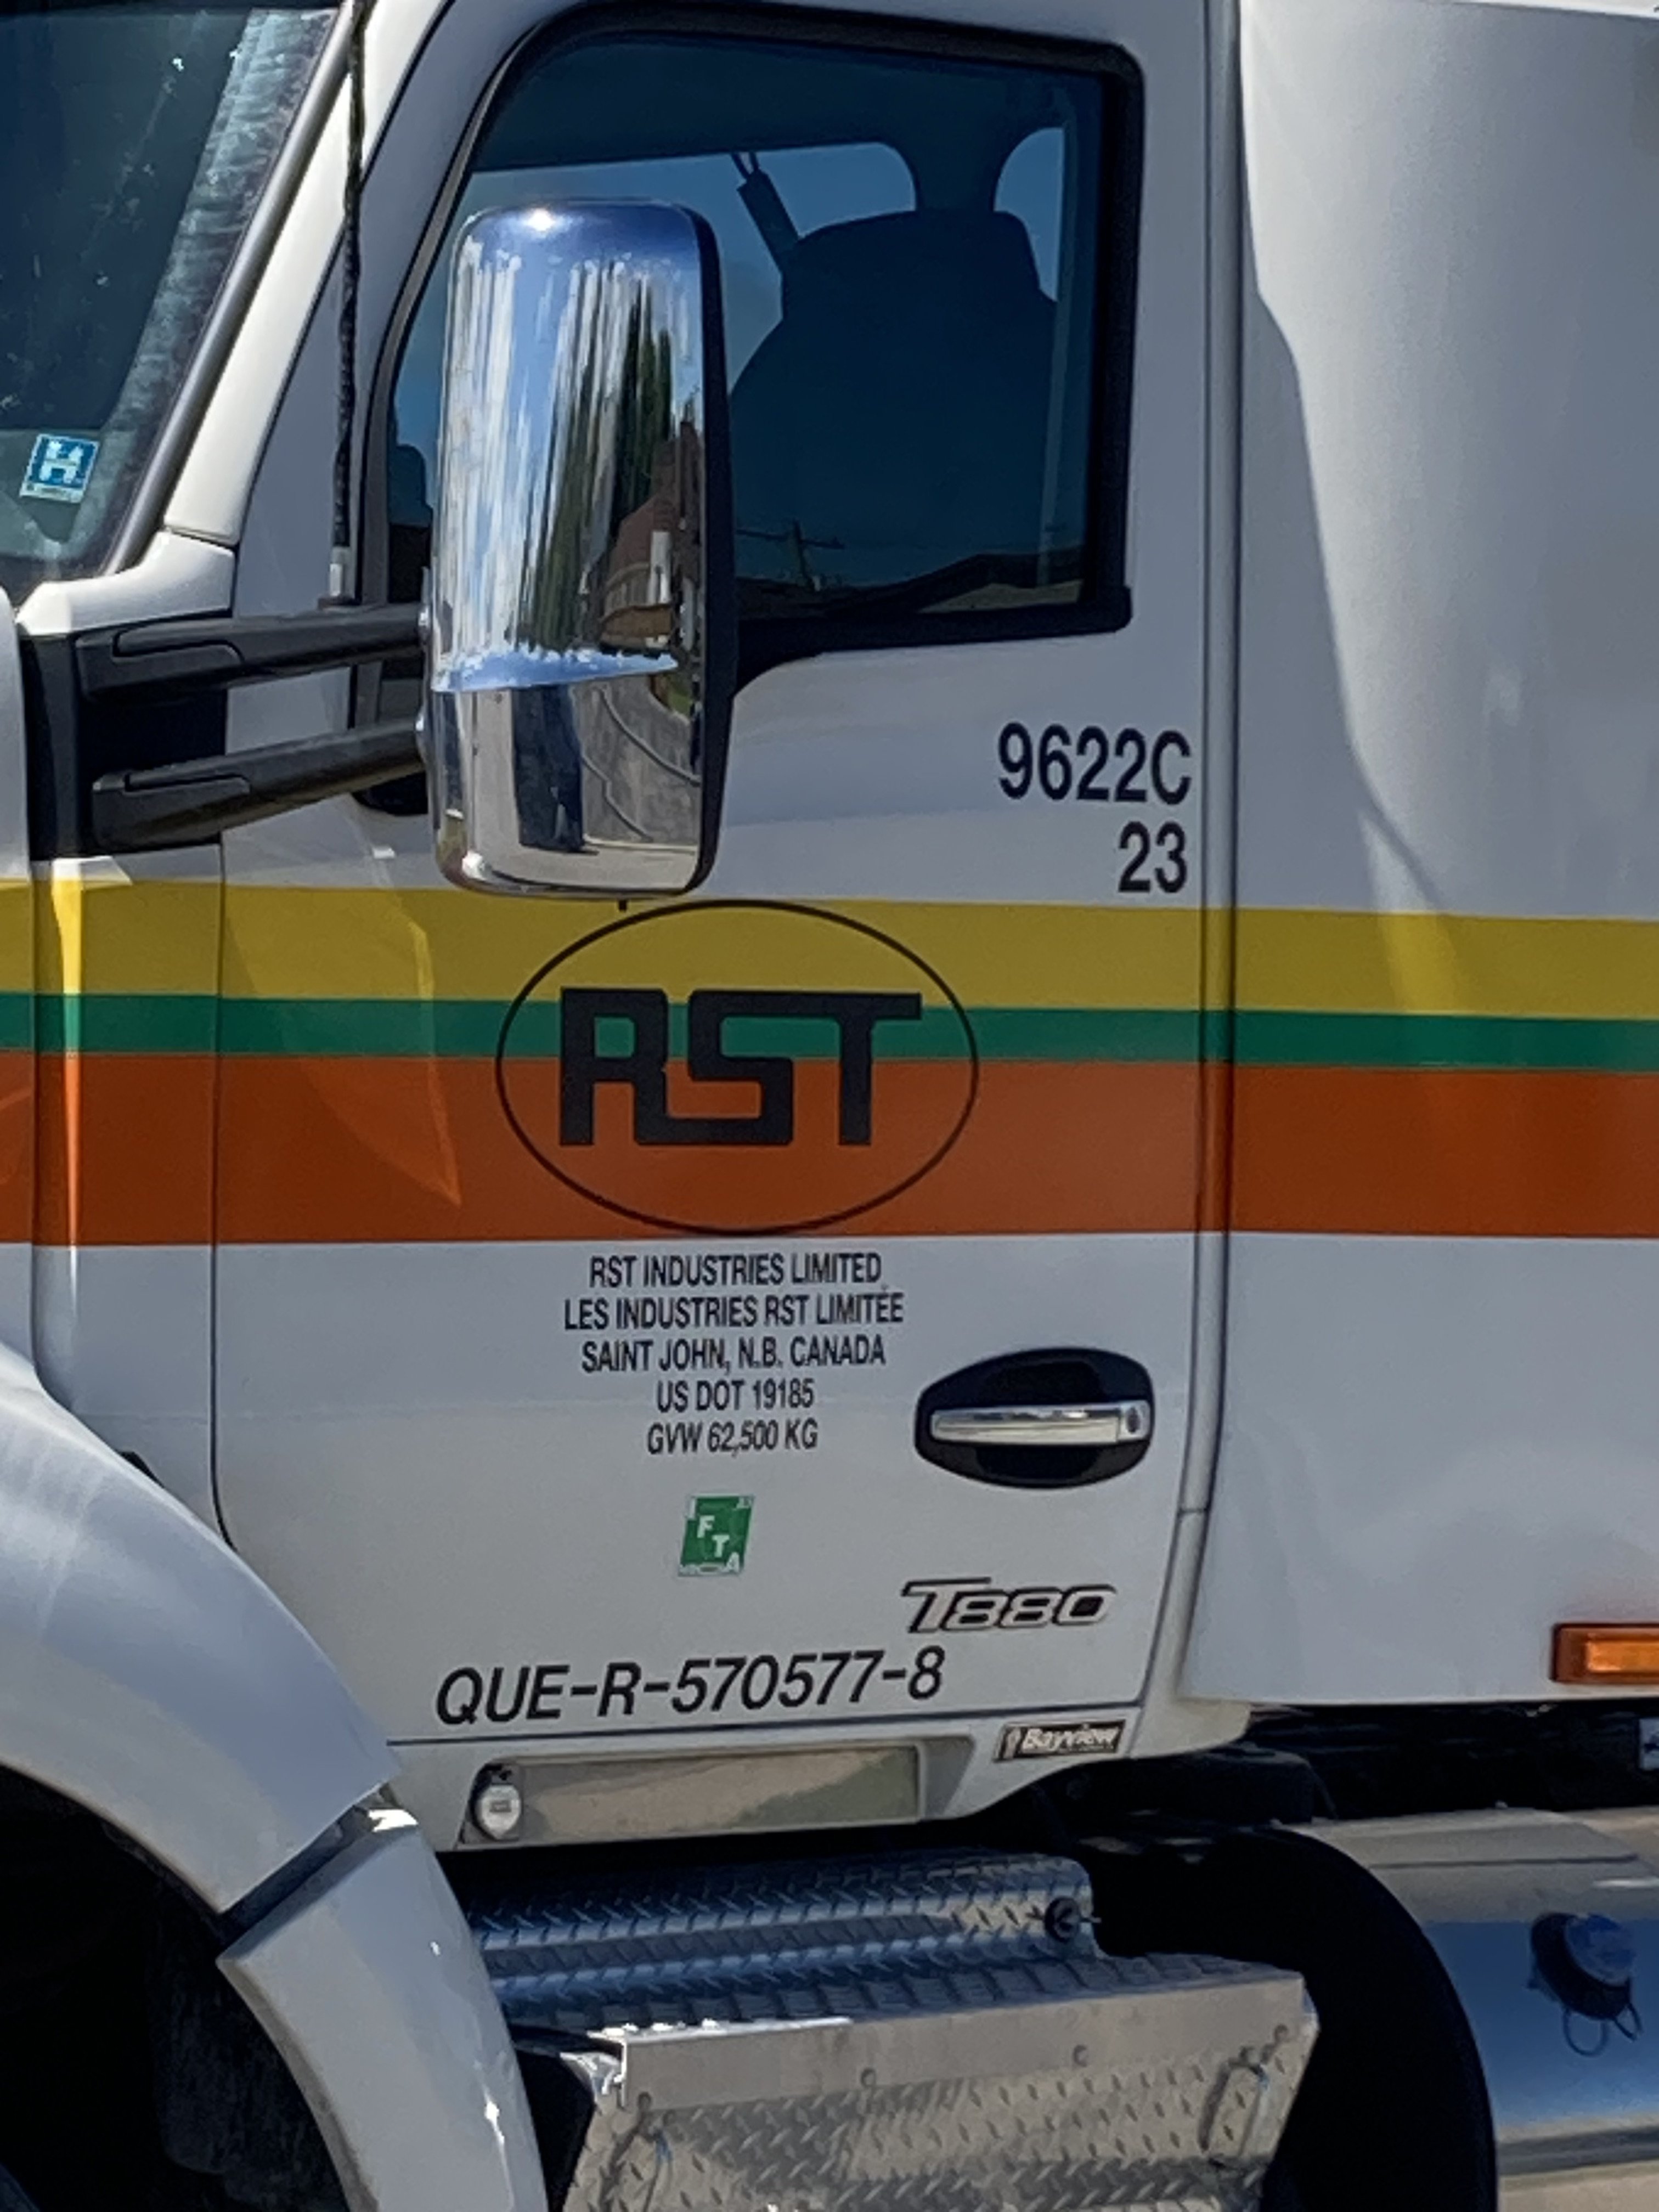 H
9622C
23
RST
RST INDUSTRIES LIMITED
LES INDUSTRIES RST LIMITÉE
SAINT JOHN, N.B. CANADA
US DOT 19185
GVW 62,500 KG
I
F
T
A
T880
QUE-R-570577-8
Bayview